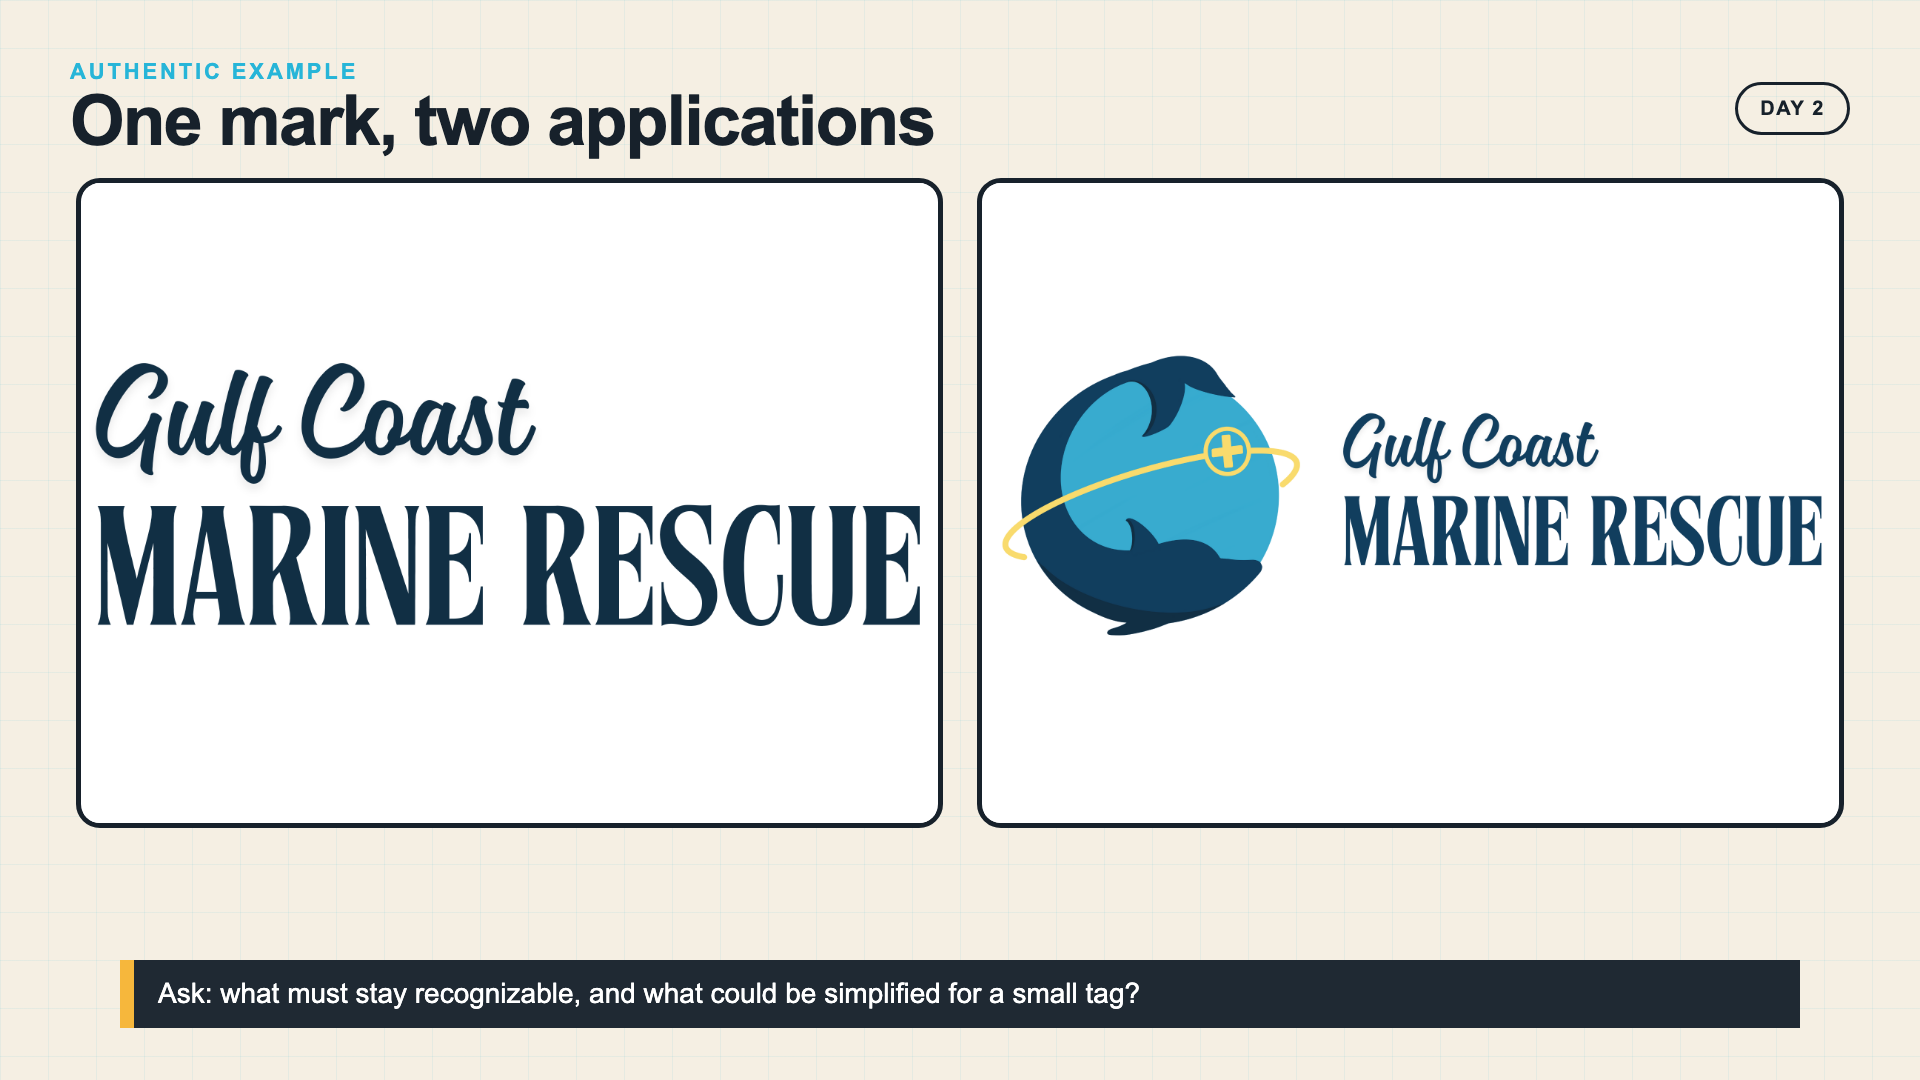 AUTHENTIC EXAMPLE
One mark, two applications
DAY 2
Gulf Coast
MARINE RESCUE
Gulf Coast
MARINE RESCUE
Ask: what must stay recognizable, and what could be simplified for a small tag?